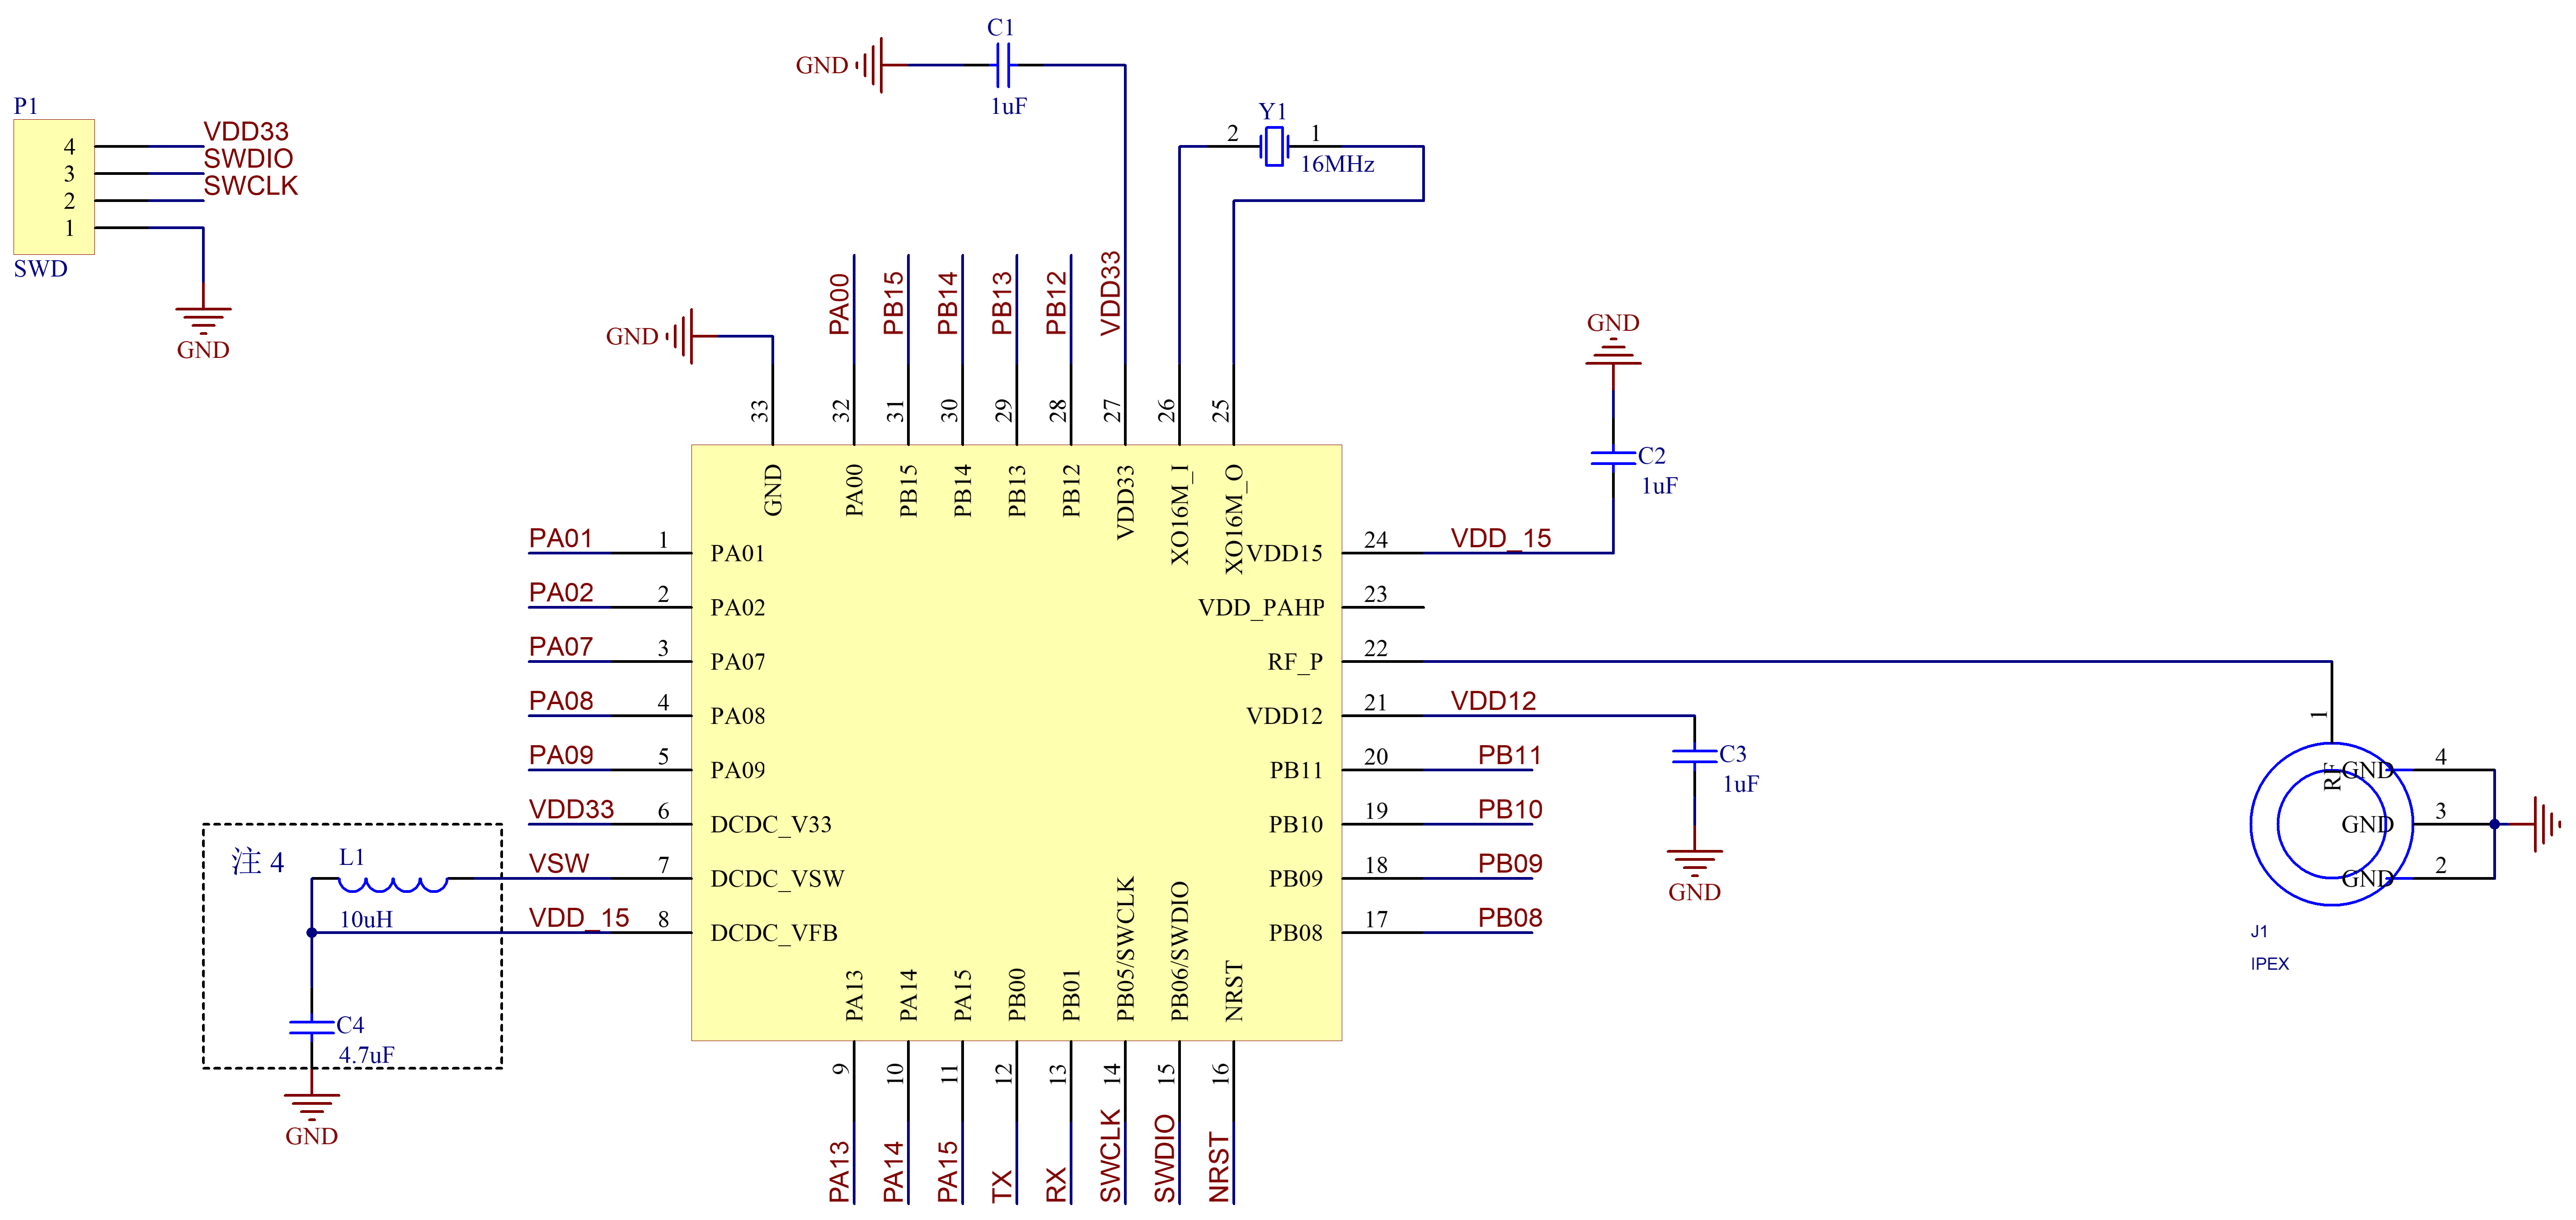 C1
GND
1uF
P1
4 VDD33
3 SWDIO
2 SWCLK
1
SWD
GND
Y1
2 1
16MHz
GND
PA00
PB15
PB14
PB13
PB12
VDD33
33
32
31
30
29
28
27
26
25
GND
PA00
PB15
PB14
PB13
PB12
VDD33
XO16M_I
XO16M_O
GND
C2
1uF
PA01 1 PA01
PA02 2 PA02
PA07 3 PA07
PA08 4 PA08
PA09 5 PA09
VDD33 6 DCDC_V33
VSW 7 DCDC_VSW
VDD_15 8 DCDC_VFB
注 4
L1
10uH
C4
4.7uF
GND
VDD15 24 VDD_15
VDD_PAHP 23
RF_P 22
VDD12 21 VDD12
PB11 20 PB11
PB10 19 PB10
PB09 18 PB09
PB08 17 PB08
C3
1uF
GND
1
RF
GND 4
GND 3
GND 2
J1
IPEX
PA13
PA14
PA15
PB00
PB01
PB05/SWCLK
PB06/SWDIO
NRST
9
10
11
12
13
14
15
16
PA13
PA14
PA15
TX
RX
SWCLK
SWDIO
NRST